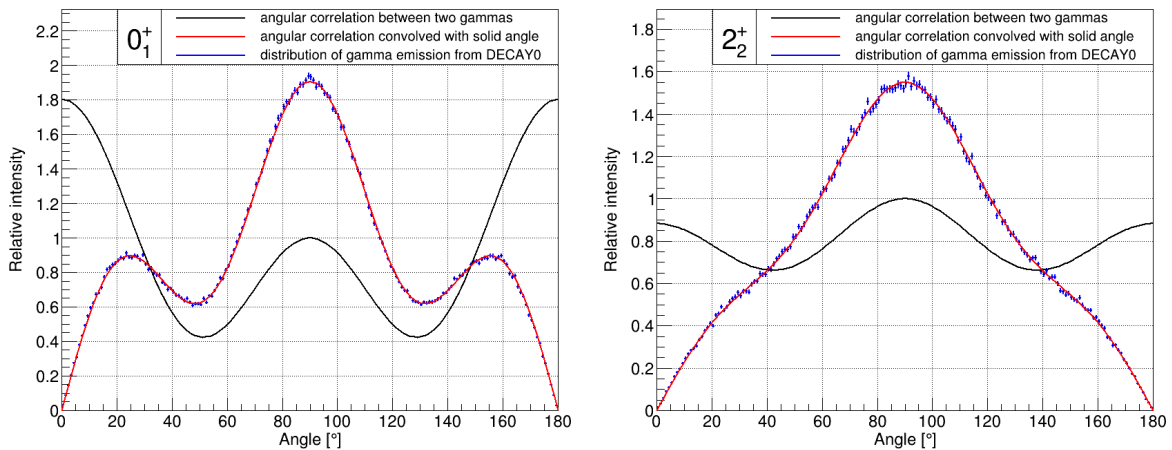 0₁⁺
angular correlation between two gammas
angular correlation convolved with solid angle
distribution of gamma emission from DECAY0
Relative intensity
2.2
2
1.8
1.6
1.4
1.2
1
0.8
0.6
0.4
0.2
0
0 20 40 60 80 100 120 140 160 180
Angle [°]
2₂⁺
angular correlation between two gammas
angular correlation convolved with solid angle
distribution of gamma emission from DECAY0
Relative intensity
1.8
1.6
1.4
1.2
1
0.8
0.6
0.4
0.2
0
0 20 40 60 80 100 120 140 160 180
Angle [°]